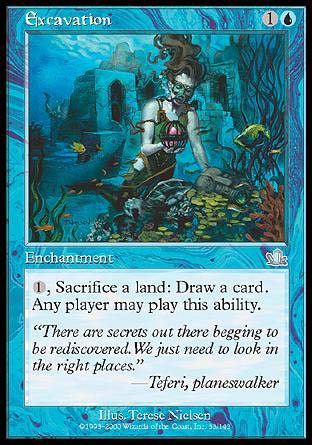 Excavation 1
Enchantment
1, Sacrifice a land: Draw a card.
Any player may play this ability.
“There are secrets out there begging to
be rediscovered. We just need to look in
the right places.”
—Teferi, planeswalker
Illus. Terese Nielsen
©1993-2000 Wizards of the Coast, Inc. 33/143